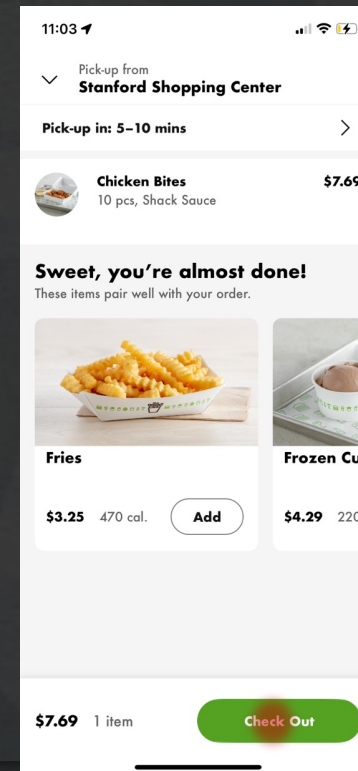 11:03
Pick-up from
Stanford Shopping Center
Pick-up in: 5–10 mins
Chicken Bites $7.69
10 pcs, Shack Sauce
Sweet, you're almost done!
These items pair well with your order.
Fries
$3.25 470 cal. Add
Frozen Cu
$4.29 220
$7.69 1 item Check Out